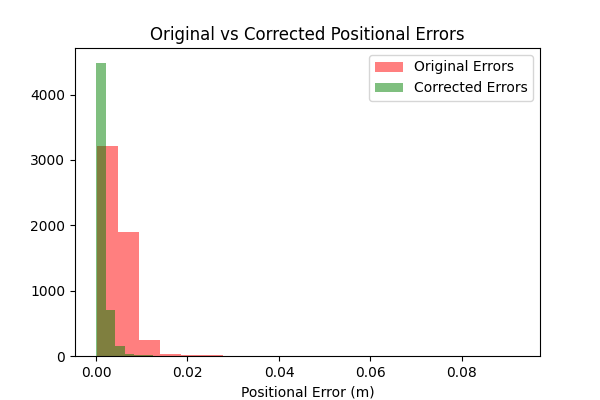 Original vs Corrected Positional Errors
Original Errors
Corrected Errors
4000
3000
2000
1000
0
0.00 0.02 0.04 0.06 0.08
Positional Error (m)